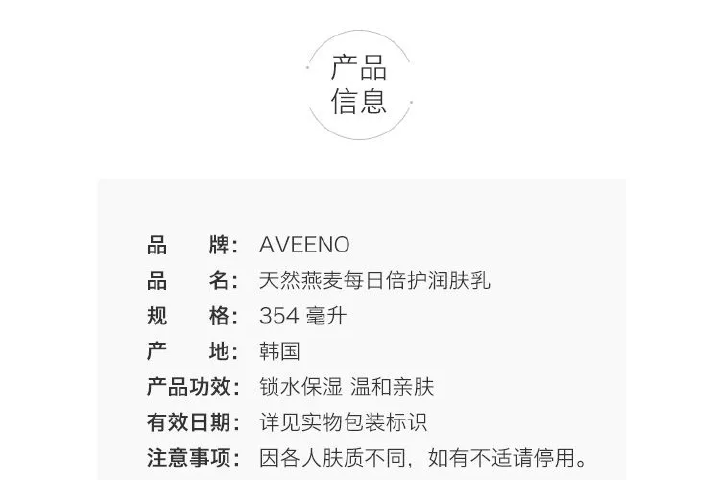 产品
信息
品 牌： AVEENO
品 名： 天然燕麦每日倍护润肤乳
规 格： 354 毫升
产 地： 韩国
产品功效： 锁水保湿 温和亲肤
有效日期： 详见实物包装标识
注意事项： 因各人肤质不同，如有不适请停用。